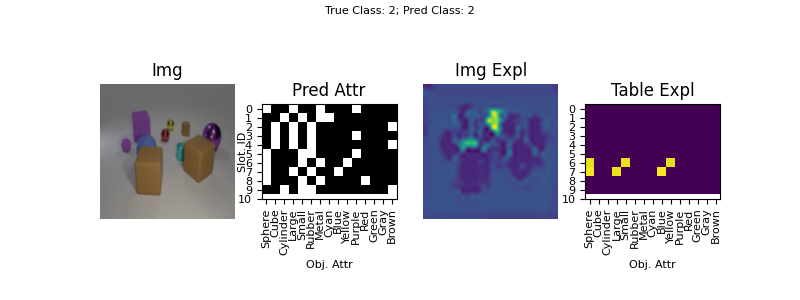 True Class: 2; Pred Class: 2
Img
Pred Attr
Img Expl
Table Expl
Slot. ID
0
1
2
3
4
5
6
7
8
9
10
Sphere
Cube
Cylinder
Large
Small
Rubber
Metal
Cyan
Blue
Yellow
Purple
Red
Green
Gray
Brown
Obj. Attr
0
1
2
3
4
5
6
7
8
9
10
Sphere
Cube
Cylinder
Large
Small
Rubber
Metal
Cyan
Blue
Yellow
Purple
Red
Green
Gray
Brown
Obj. Attr